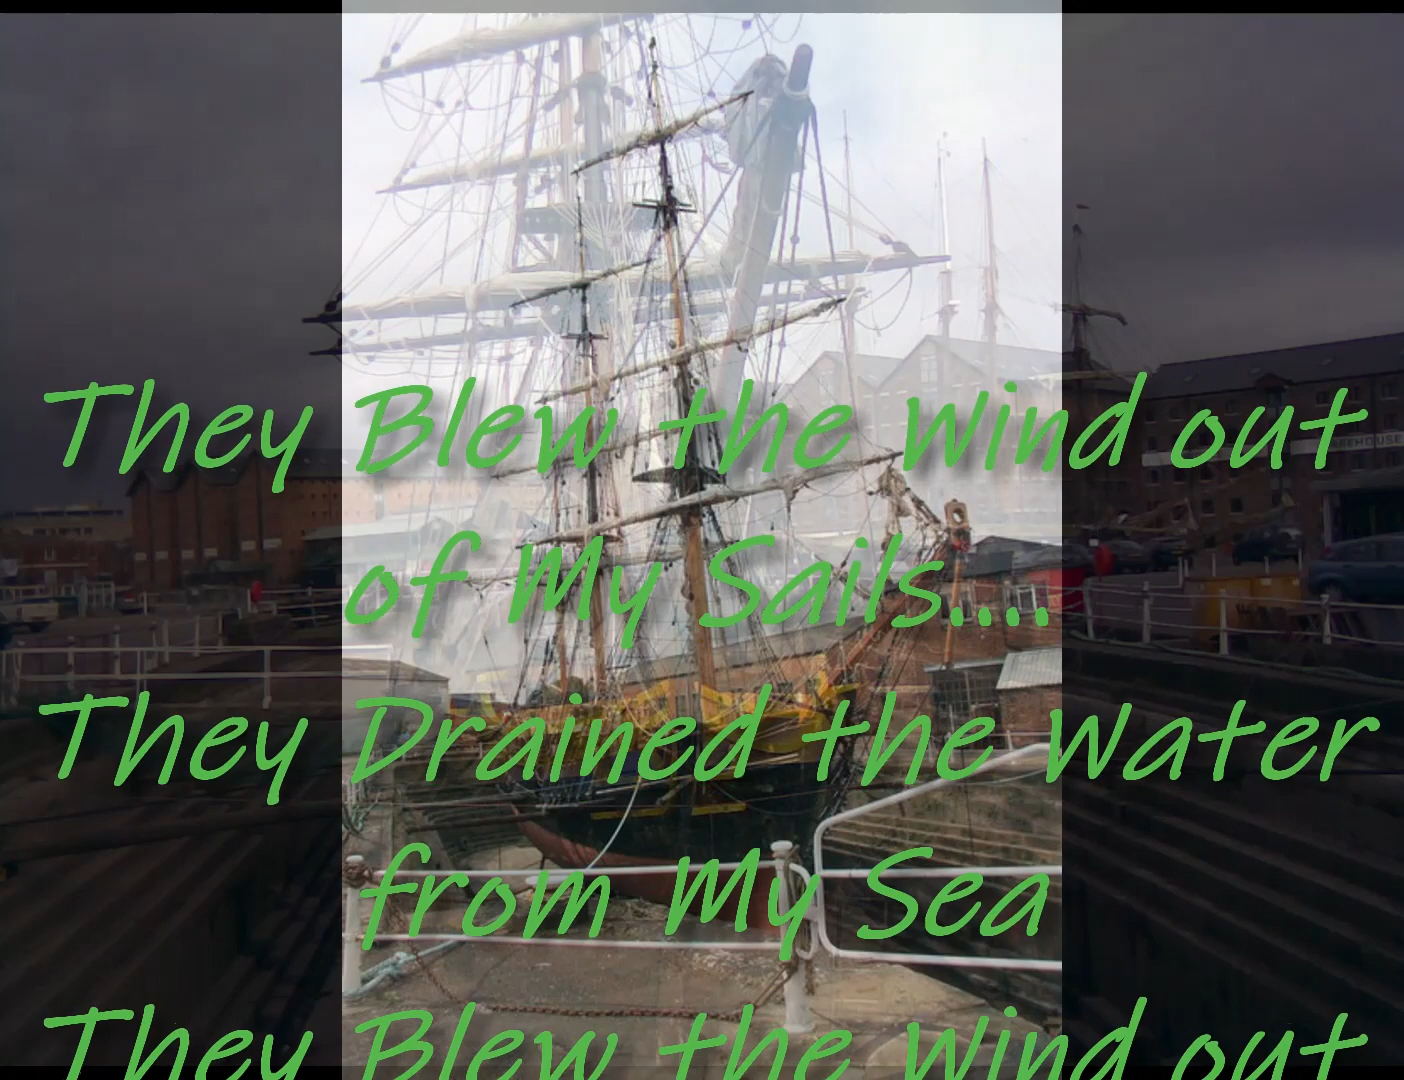 They Blew the Wind out
of My Sails....
They Drained the Water
from My Sea
They Blew the Wind out